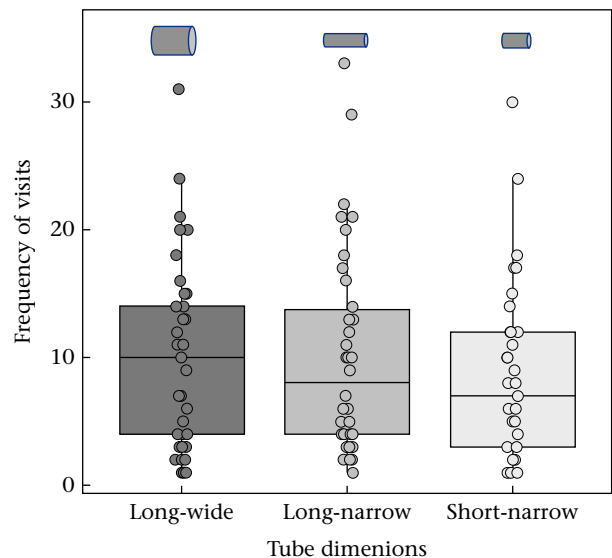 Frequency of visits
30
20
10
0
Long-wide Long-narrow Short-narrow
Tube dimenions